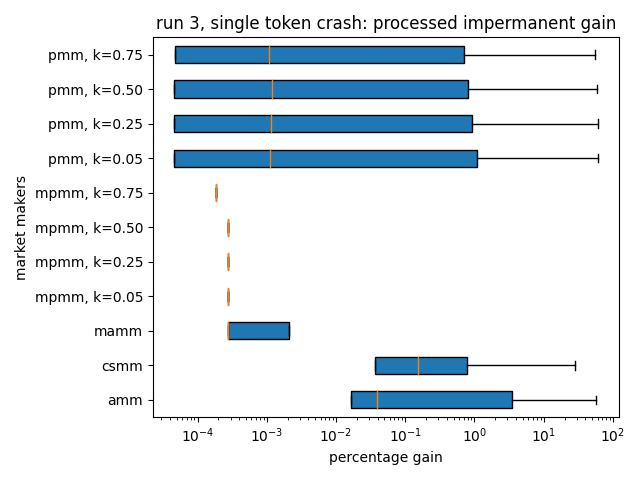 run 3, single token crash: processed impermanent gain
pmm, k=0.75
pmm, k=0.50
pmm, k=0.25
pmm, k=0.05
mpmm, k=0.75
mpmm, k=0.50
mpmm, k=0.25
mpmm, k=0.05
mamm
csmm
amm
market makers
10⁻⁴ 10⁻³ 10⁻² 10⁻¹ 10⁰ 10¹ 10²
percentage gain